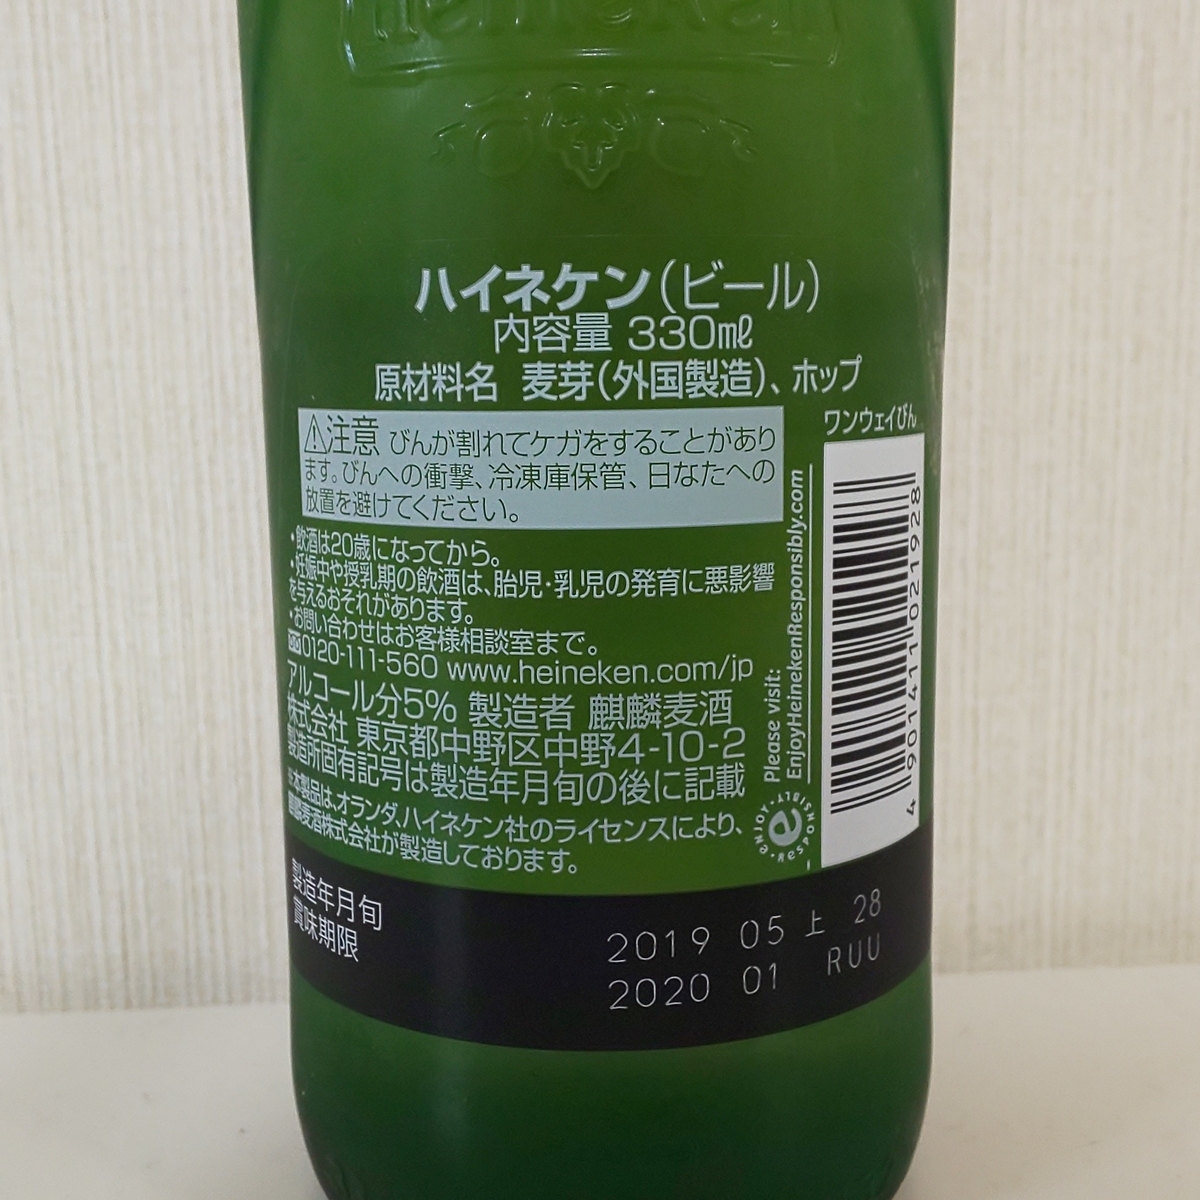 Heineken
ハイネケン(ビール)
内容量 330㎖
原材料名 麦芽(外国製造)、ホップ
⚠注意 びんが割れてケガをすることがあり
ます。びんへの衝撃、冷凍庫保管、日なたへの
放置を避けてください。
・飲酒は20歳になってから。
・妊娠中や授乳期の飲酒は、胎児・乳児の発育に悪影響
を与えるおそれがあります。
・お問い合わせはお客様相談室まで。
0120-111-560 www.heineken.com/jp
アルコール分5% 製造者 麒麟麦酒
株式会社 東京都中野区中野4-10-2
製造所固有記号は製造年月旬の後に記載
※本製品は、オランダ、ハイネケン社のライセンスにより、
麒麟麦酒株式会社が製造しております。
ワンウェイびん
Please visit:
EnjoyHeinekenResponsibly.com
e
ENJOY RESPONSIBLY
4 901411 021928
製造年月旬
賞味期限
2019 05 上 28
2020 01 RUU